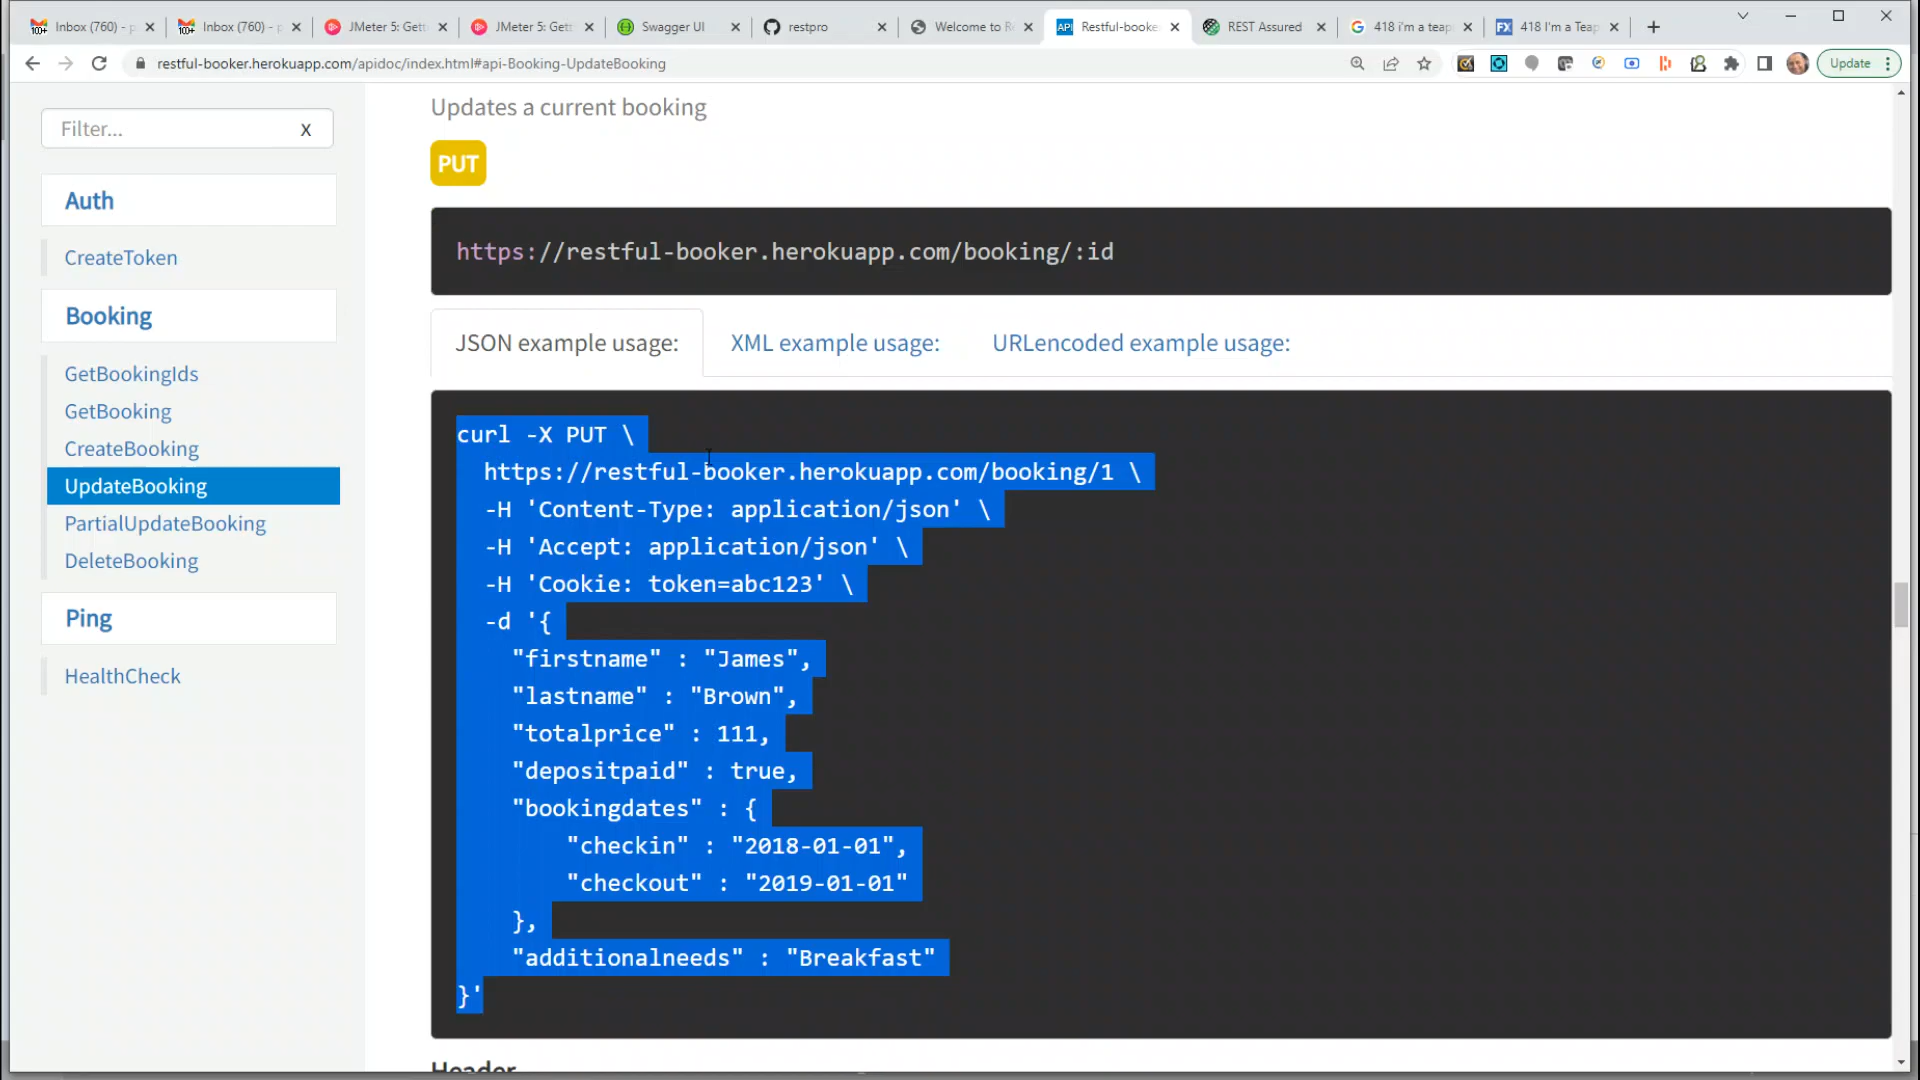 Inbox (760) - p
Inbox (760) - p
JMeter 5: Gett
JMeter 5: Gett
Swagger UI
restpro
Welcome to R
Restful-booke
REST Assured
418 i'm a teap
418 I'm a Teap
restful-booker.herokuapp.com/apidoc/index.html#api-Booking-UpdateBooking
Update
Filter...
X
Auth
CreateToken
Booking
GetBookingIds
GetBooking
CreateBooking
UpdateBooking
PartialUpdateBooking
DeleteBooking
Ping
HealthCheck
Updates a current booking
PUT
https://restful-booker.herokuapp.com/booking/:id
JSON example usage:
XML example usage:
URLencoded example usage:
curl -X PUT \
https://restful-booker.herokuapp.com/booking/1 \
-H 'Content-Type: application/json' \
-H 'Accept: application/json' \
-H 'Cookie: token=abc123' \
-d '{
"firstname" : "James",
"lastname" : "Brown",
"totalprice" : 111,
"depositpaid" : true,
"bookingdates" : {
"checkin" : "2018-01-01",
"checkout" : "2019-01-01"
},
"additionalneeds" : "Breakfast"
}'
Header